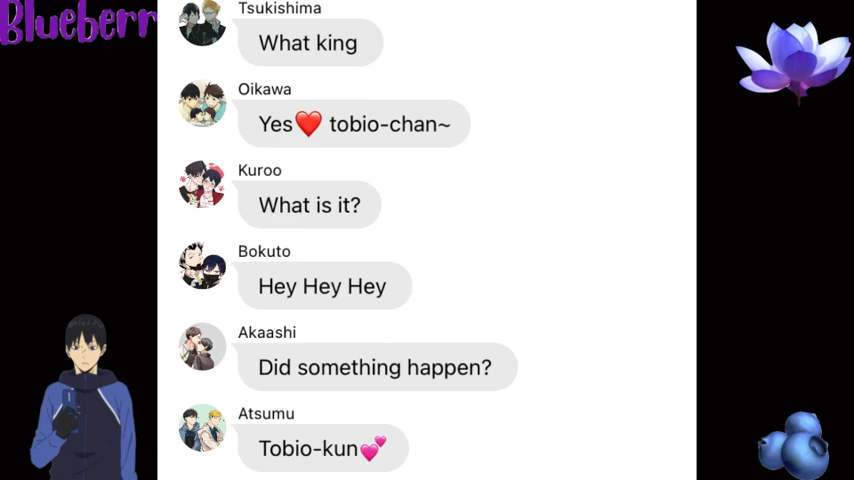 Blueberr
Tsukishima
What king
Oikawa
Yes❤️ tobio-chan~
Kuroo
What is it?
Bokuto
Hey Hey Hey
Akaashi
Did something happen?
Atsumu
Tobio-kun💕